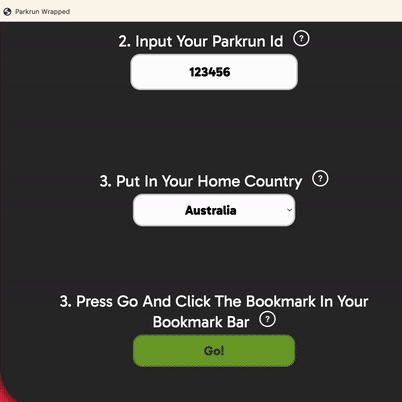 Parkrun Wrapped
2. Input Your Parkrun Id ?
123456
3. Put In Your Home Country ?
Australia
3. Press Go And Click The Bookmark In Your
Bookmark Bar ?
Go!